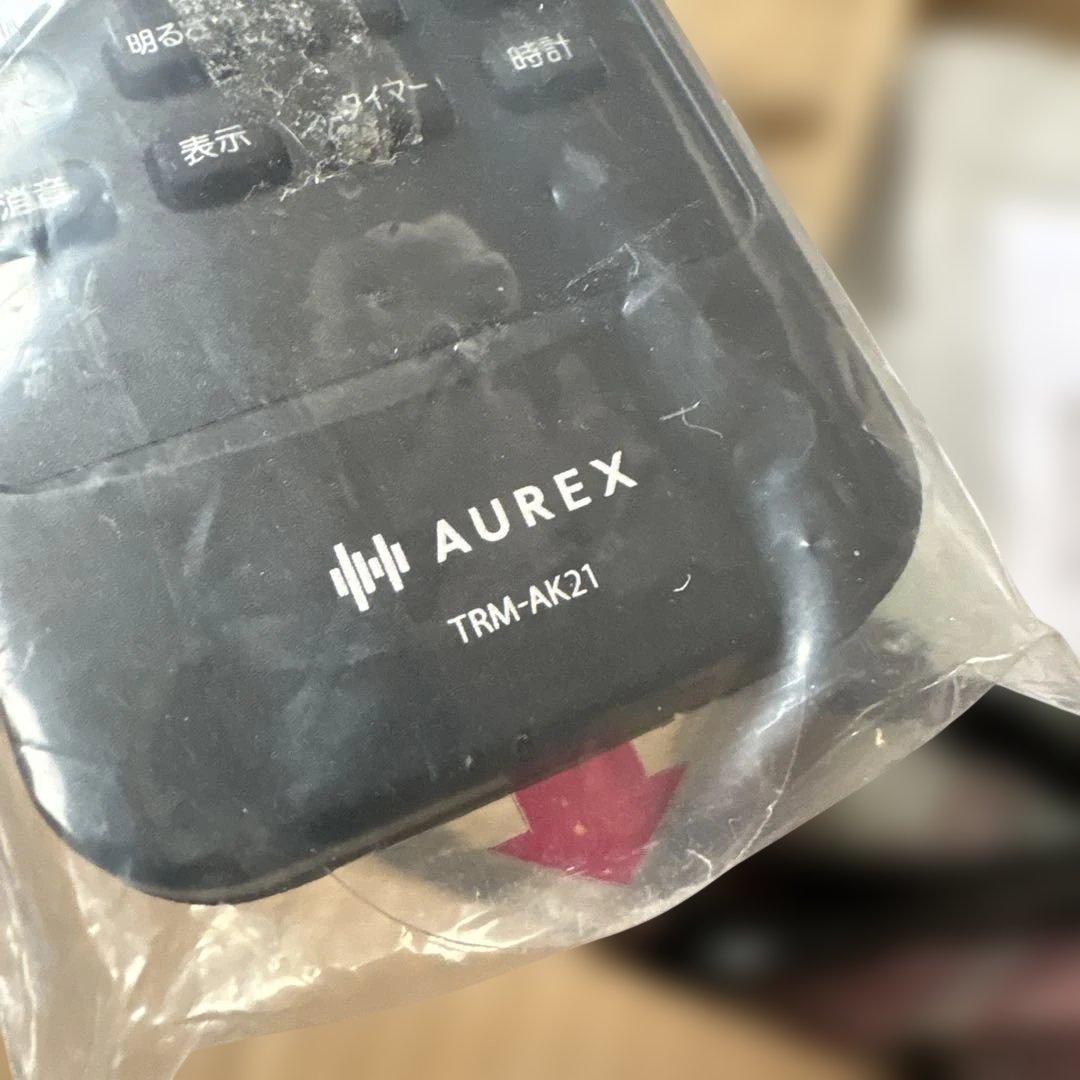 明るさ
時計
タイマー
表示
消音
AUREX
TRM-AK21